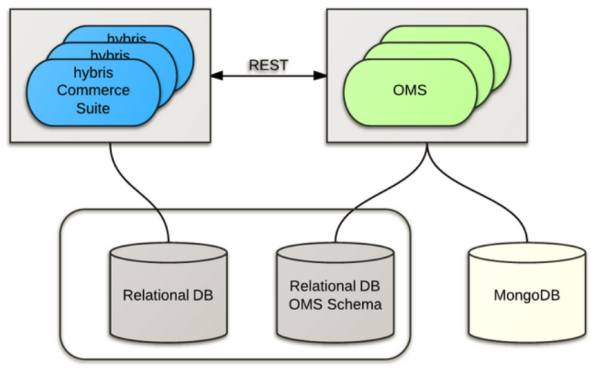 hybris
hybris
hybris
Commerce
Suite
REST
OMS
Relational DB
Relational DB
OMS Schema
MongoDB